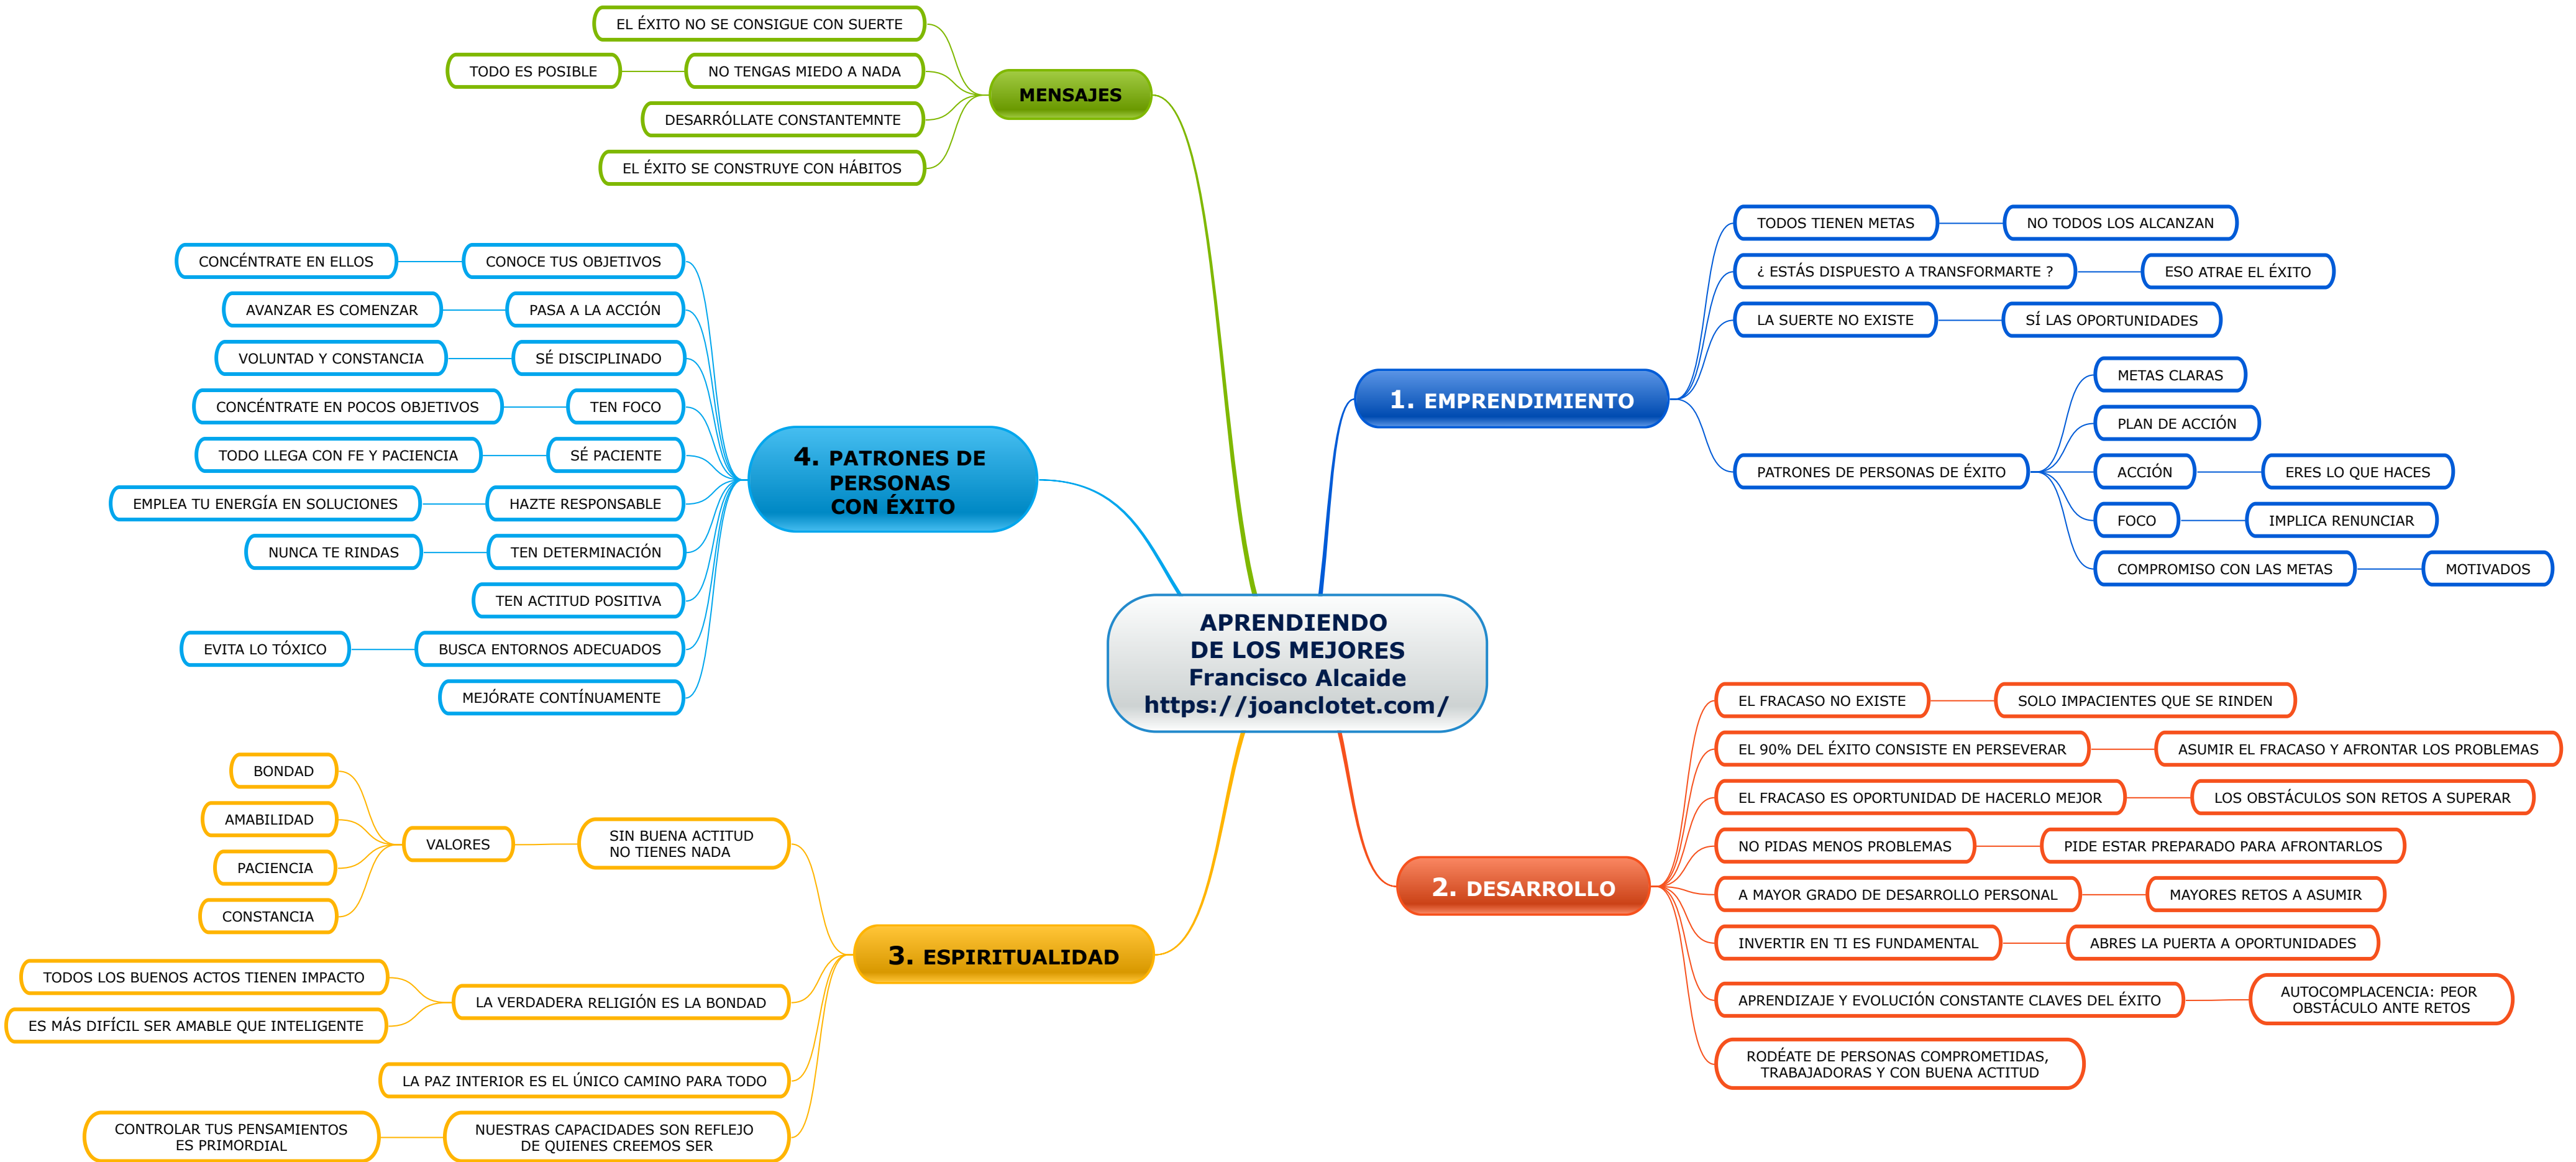 APRENDIENDO
DE LOS MEJORES
Francisco Alcaide
https://joanclotet.com/
1. EMPRENDIMIENTO
TODOS TIENEN METAS
NO TODOS LOS ALCANZAN
¿ ESTÁS DISPUESTO A TRANSFORMARTE ?
ESO ATRAE EL ÉXITO
LA SUERTE NO EXISTE
SÍ LAS OPORTUNIDADES
PATRONES DE PERSONAS DE ÉXITO
METAS CLARAS
PLAN DE ACCIÓN
ACCIÓN
ERES LO QUE HACES
FOCO
IMPLICA RENUNCIAR
COMPROMISO CON LAS METAS
MOTIVADOS
2. DESARROLLO
EL FRACASO NO EXISTE
SOLO IMPACIENTES QUE SE RINDEN
EL 90% DEL ÉXITO CONSISTE EN PERSEVERAR
ASUMIR EL FRACASO Y AFRONTAR LOS PROBLEMAS
EL FRACASO ES OPORTUNIDAD DE HACERLO MEJOR
LOS OBSTÁCULOS SON RETOS A SUPERAR
NO PIDAS MENOS PROBLEMAS
PIDE ESTAR PREPARADO PARA AFRONTARLOS
A MAYOR GRADO DE DESARROLLO PERSONAL
MAYORES RETOS A ASUMIR
INVERTIR EN TI ES FUNDAMENTAL
ABRES LA PUERTA A OPORTUNIDADES
APRENDIZAJE Y EVOLUCIÓN CONSTANTE CLAVES DEL ÉXITO
AUTOCOMPLACENCIA: PEOR
OBSTÁCULO ANTE RETOS
RODÉATE DE PERSONAS COMPROMETIDAS,
TRABAJADORAS Y CON BUENA ACTITUD
3. ESPIRITUALIDAD
SIN BUENA ACTITUD
NO TIENES NADA
VALORES
BONDAD
AMABILIDAD
PACIENCIA
CONSTANCIA
LA VERDADERA RELIGIÓN ES LA BONDAD
TODOS LOS BUENOS ACTOS TIENEN IMPACTO
ES MÁS DIFÍCIL SER AMABLE QUE INTELIGENTE
LA PAZ INTERIOR ES EL ÚNICO CAMINO PARA TODO
NUESTRAS CAPACIDADES SON REFLEJO
DE QUIENES CREEMOS SER
CONTROLAR TUS PENSAMIENTOS
ES PRIMORDIAL
4. PATRONES DE
PERSONAS
CON ÉXITO
CONOCE TUS OBJETIVOS
CONCÉNTRATE EN ELLOS
PASA A LA ACCIÓN
AVANZAR ES COMENZAR
SÉ DISCIPLINADO
VOLUNTAD Y CONSTANCIA
TEN FOCO
CONCÉNTRATE EN POCOS OBJETIVOS
SÉ PACIENTE
TODO LLEGA CON FE Y PACIENCIA
HAZTE RESPONSABLE
EMPLEA TU ENERGÍA EN SOLUCIONES
TEN DETERMINACIÓN
NUNCA TE RINDAS
TEN ACTITUD POSITIVA
BUSCA ENTORNOS ADECUADOS
EVITA LO TÓXICO
MEJÓRATE CONTÍNUAMENTE
MENSAJES
EL ÉXITO NO SE CONSIGUE CON SUERTE
NO TENGAS MIEDO A NADA
TODO ES POSIBLE
DESARRÓLLATE CONSTANTEMNTE
EL ÉXITO SE CONSTRUYE CON HÁBITOS